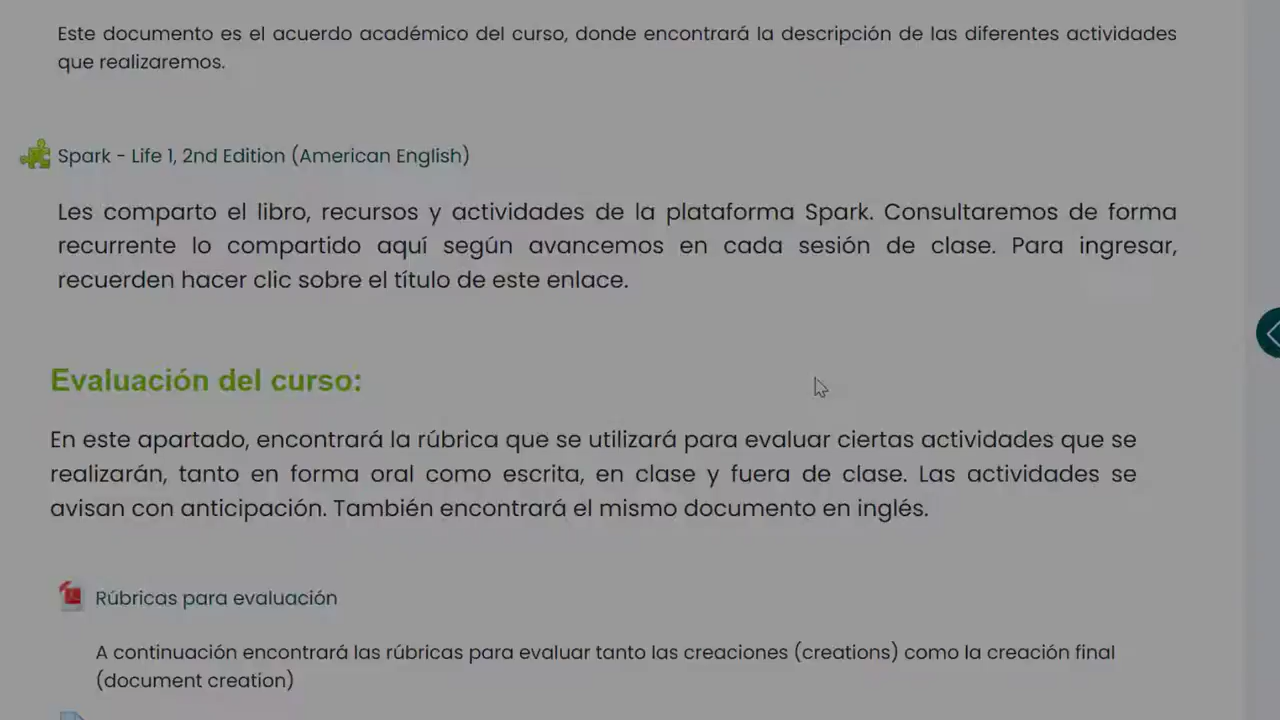 Este documento es el acuerdo académico del curso, donde encontrará la descripción de las diferentes actividades
que realizaremos.
Spark - Life 1, 2nd Edition (American English)
Les comparto el libro, recursos y actividades de la plataforma Spark. Consultaremos de forma
recurrente lo compartido aquí según avancemos en cada sesión de clase. Para ingresar,
recuerden hacer clic sobre el título de este enlace.
Evaluación del curso:
En este apartado, encontrará la rúbrica que se utilizará para evaluar ciertas actividades que se
realizarán, tanto en forma oral como escrita, en clase y fuera de clase. Las actividades se
avisan con anticipación. También encontrará el mismo documento en inglés.
Rúbricas para evaluación
A continuación encontrará las rúbricas para evaluar tanto las creaciones (creations) como la creación final
(document creation)